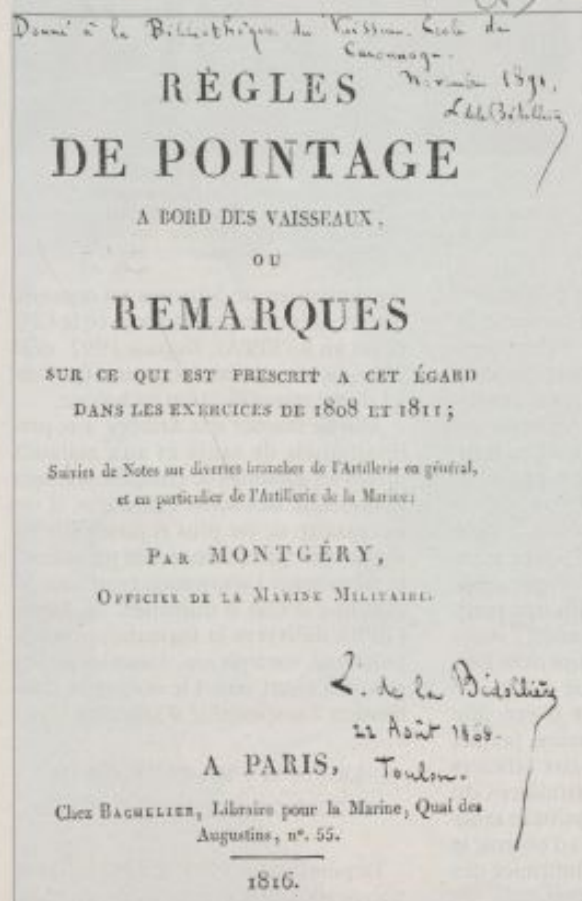 Donné à la Bibliothèque du Vaisseau Ecole de
Canonnage.
1891.
RÈGLES
DE POINTAGE
A BORD DES VAISSEAUX,
OU
REMARQUES
SUR CE QUI EST PRESCRIT A CET ÉGARD
DANS LES EXERCICES DE 1808 ET 1811;
Suivies de Notes sur diverses branches de l'Artillerie en général,
et en particulier de l'Artillerie de la Marine;
PAR MONTGÉRY,
OFFICIER DE LA MARINE MILITAIRE.
L. de la Bédollière
22 Août 1868.
A PARIS,
Toulon.
Chez BACHELIER, Libraire pour la Marine, Quai des
Augustins, nº. 55.
1816.